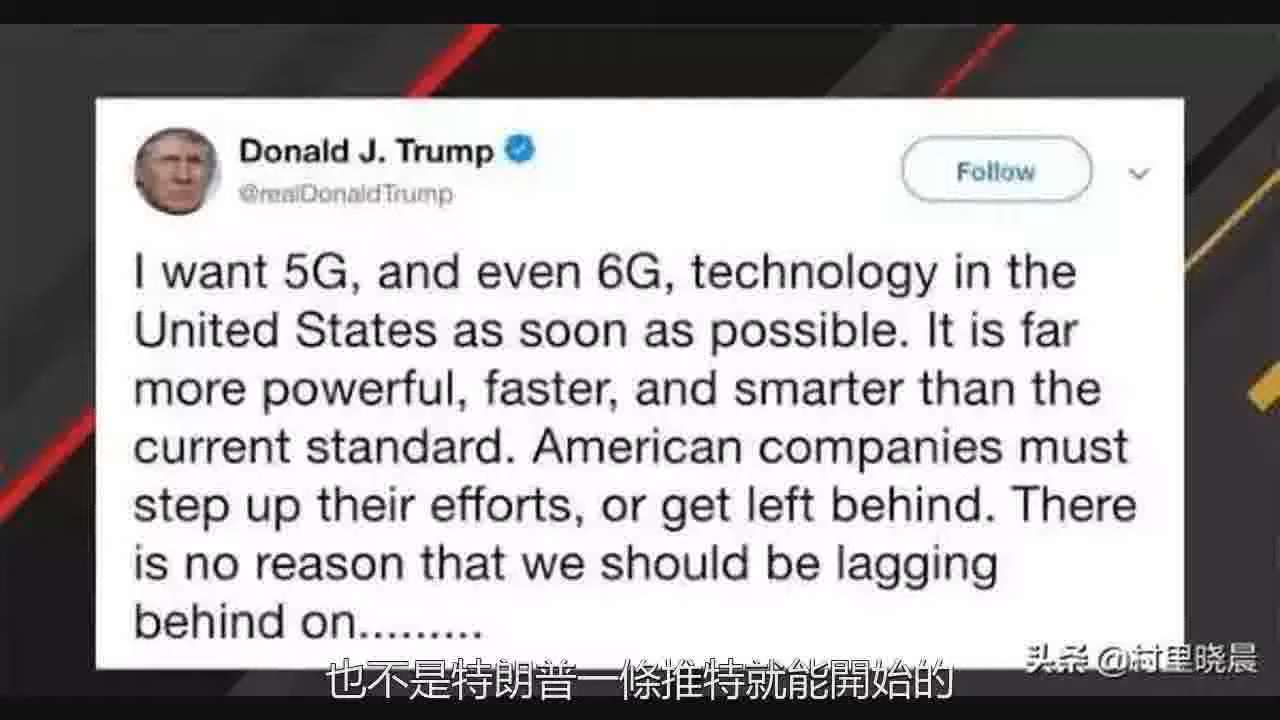 Donald J. Trump
@realDonaldTrump
Follow
I want 5G, and even 6G, technology in the
United States as soon as possible. It is far
more powerful, faster, and smarter than the
current standard. American companies must
step up their efforts, or get left behind. There
is no reason that we should be lagging
behind on.........
头条 @村里晓晨
也不是特朗普一條推特就能開始的